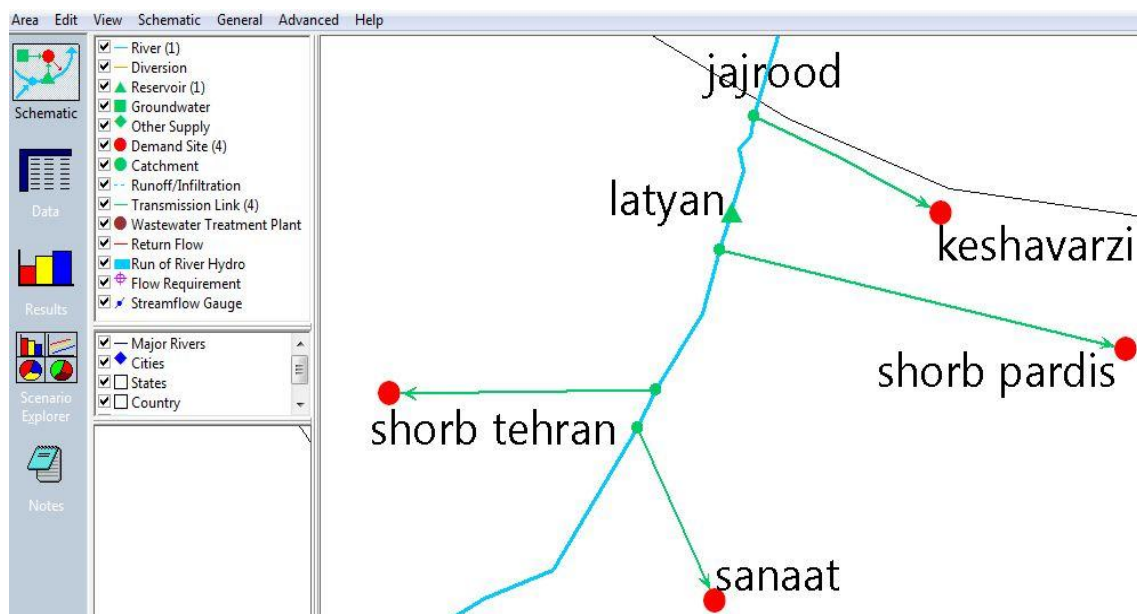 Area Edit View Schematic General Advanced Help
Schematic
Data
Results
Scenario
Explorer
Notes
River (1)
Diversion
Reservoir (1)
Groundwater
Other Supply
Demand Site (4)
Catchment
Runoff/Infiltration
Transmission Link (4)
Wastewater Treatment Plant
Return Flow
Run of River Hydro
Flow Requirement
Streamflow Gauge
Major Rivers
Cities
States
Country
jajrood
latyan
keshavarzi
shorb pardis
shorb tehran
sanaat